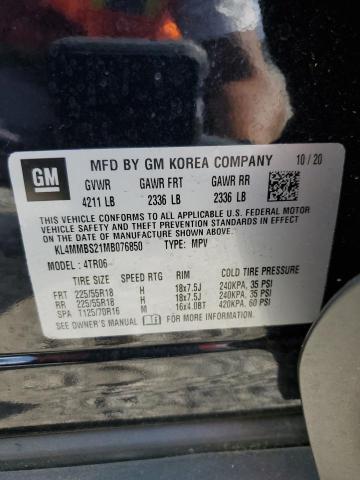 GM
MFD BY GM KOREA COMPANY 10/20
GVWR GAWR FRT GAWR RR
4211 LB 2336 LB 2336 LB
THIS VEHICLE CONFORMS TO ALL APPLICABLE U.S. FEDERAL MOTOR
VEHICLE SAFETY, BUMPER, AND THEFT PREVENTION STANDARDS
IN EFFECT ON THE DATE OF MANUFACTURE SHOWN ABOVE.
KL4MMBS21MB076850 TYPE: MPV
MODEL: 4TR06
TIRE SIZE SPEED RTG RIM COLD TIRE PRESSURE
FRT 225/55R18 H 18x7.5J 240KPA, 35 PSI
RR 225/55R18 H 18x7.5J 240KPA, 35 PSI
SPA T125/70R16 M 16x4.0BT 420KPA, 60 PSI
SEE OWNER'S MANUAL FOR MORE INFORMATION.